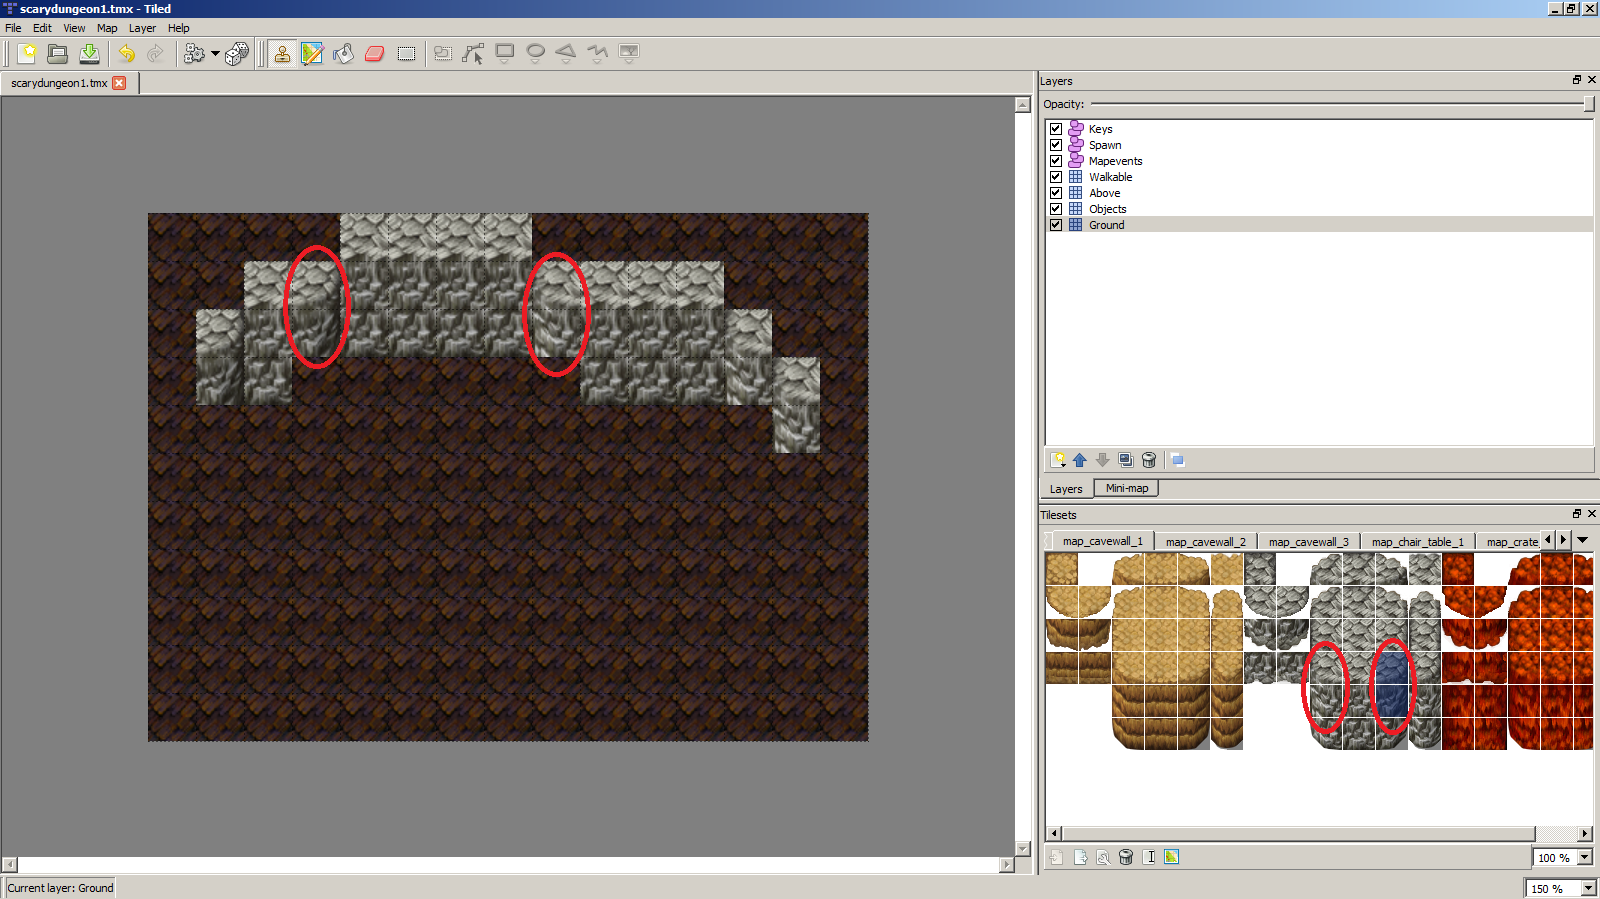 scarydungeon1.tmx - Tiled
File Edit View Map Layer Help
scarydungeon1.tmx
Layers
Opacity:
Keys
Spawn
Mapevents
Walkable
Above
Objects
Ground
Layers Mini-map
Tilesets
map_cavewall_1 map_cavewall_2 map_cavewall_3 map_chair_table_1 map_crate
100 %
Current layer: Ground
150 %